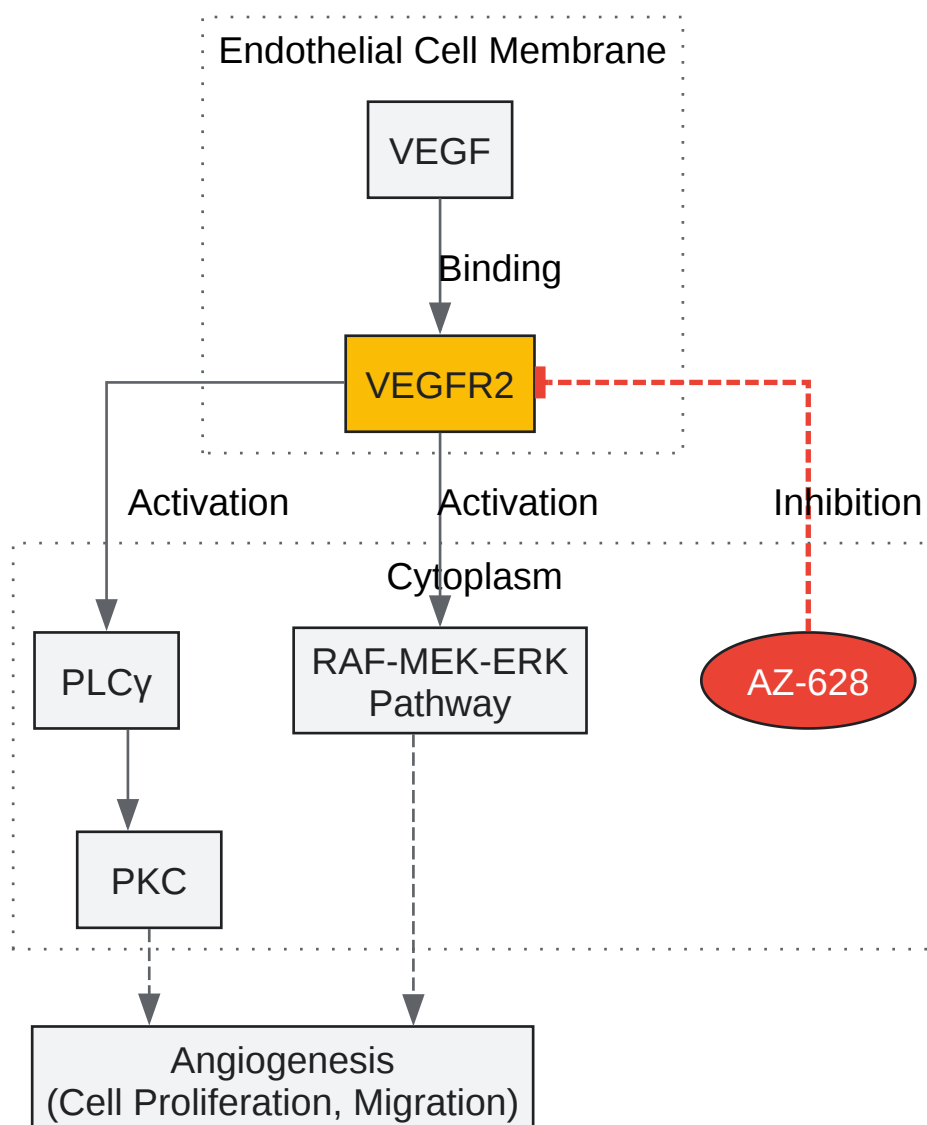 Endothelial Cell Membrane
VEGF
Binding
VEGFR2
Activation
Activation
Inhibition
Cytoplasm
PLCγ
RAF-MEK-ERK
Pathway
AZ-628
PKC
Angiogenesis
(Cell Proliferation, Migration)